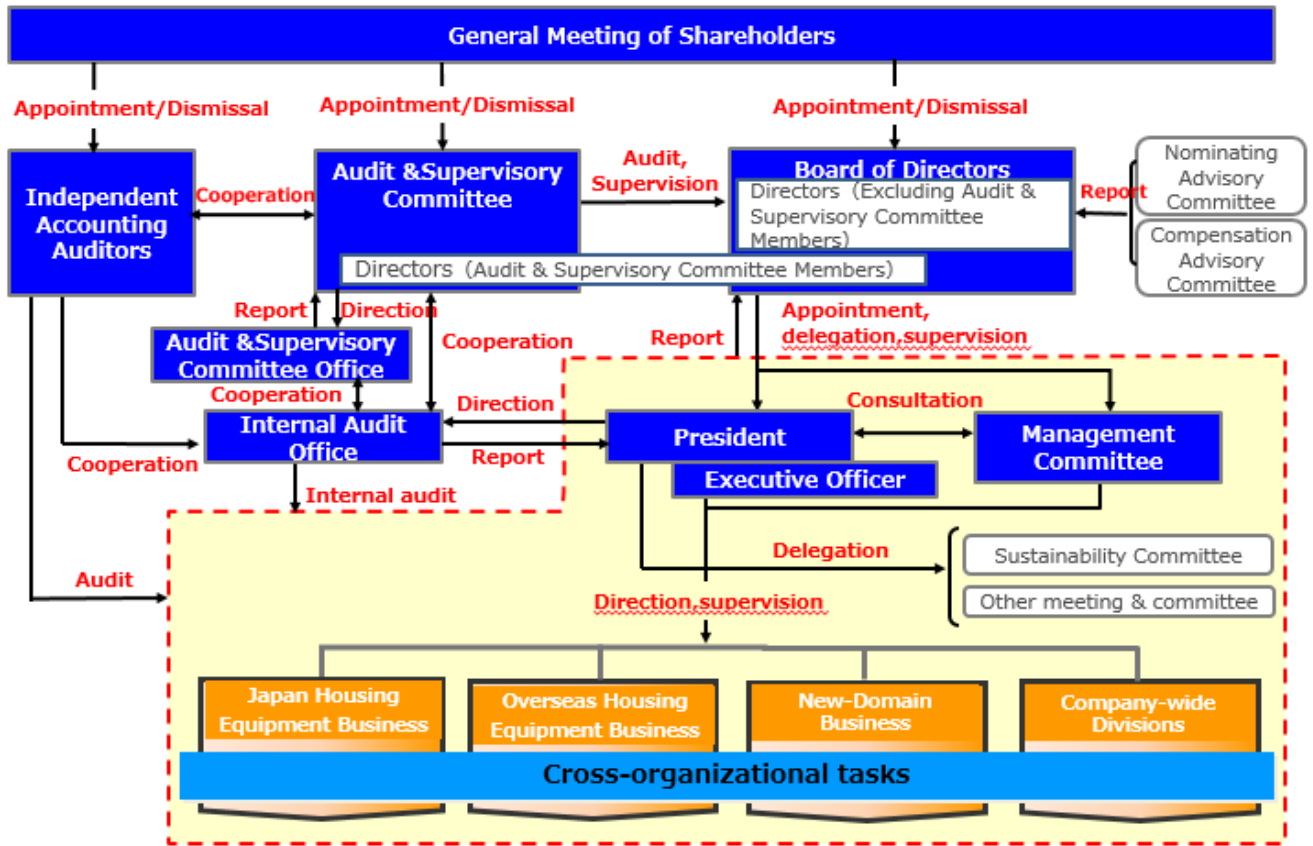 General Meeting of Shareholders
Appointment/Dismissal
Appointment/Dismissal
Appointment/Dismissal
Independent
Accounting
Auditors
Cooperation
Audit &Supervisory
Committee
Audit,
Supervision
Board of Directors
Directors（Excluding Audit &
Supervisory Committee
Members）
Report
Nominating
Advisory
Committee
Compensation
Advisory
Committee
Directors（Audit & Supervisory Committee Members）
Report
Direction
Audit &Supervisory
Committee Office
Cooperation
Cooperation
Report
Appointment,
delegation,supervision
Internal Audit
Office
Cooperation
Direction
Report
President
Executive Officer
Consultation
Management
Committee
Internal audit
Audit
Delegation
Sustainability Committee
Other meeting & committee
Direction,supervision
Japan Housing
Equipment Business
Overseas Housing
Equipment Business
New-Domain
Business
Company-wide
Divisions
Cross-organizational tasks